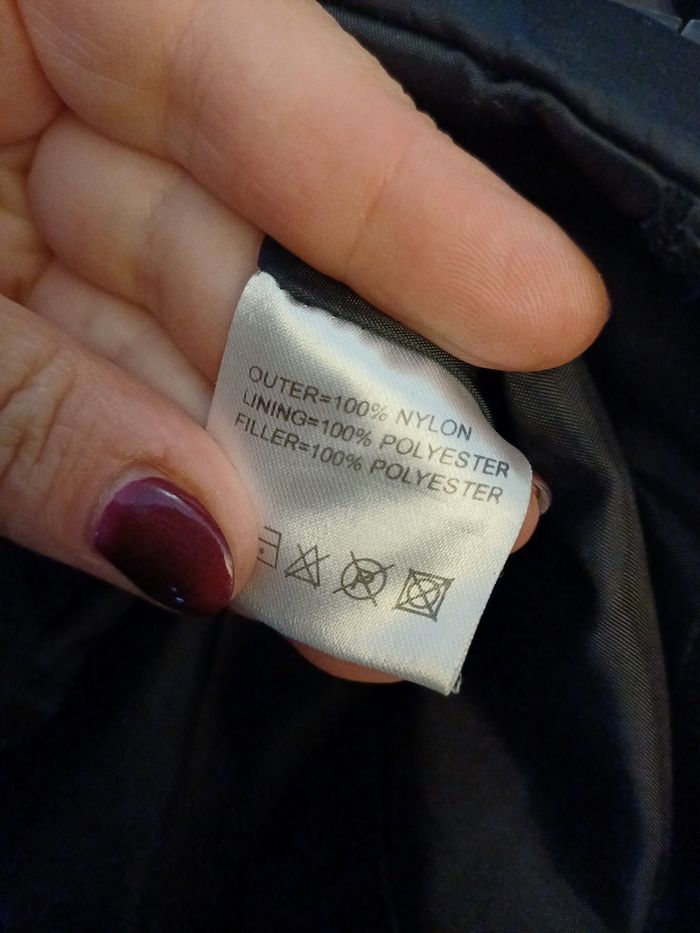 OUTER=100% NYLON
LINING=100% POLYESTER
FILLER=100% POLYESTER
P